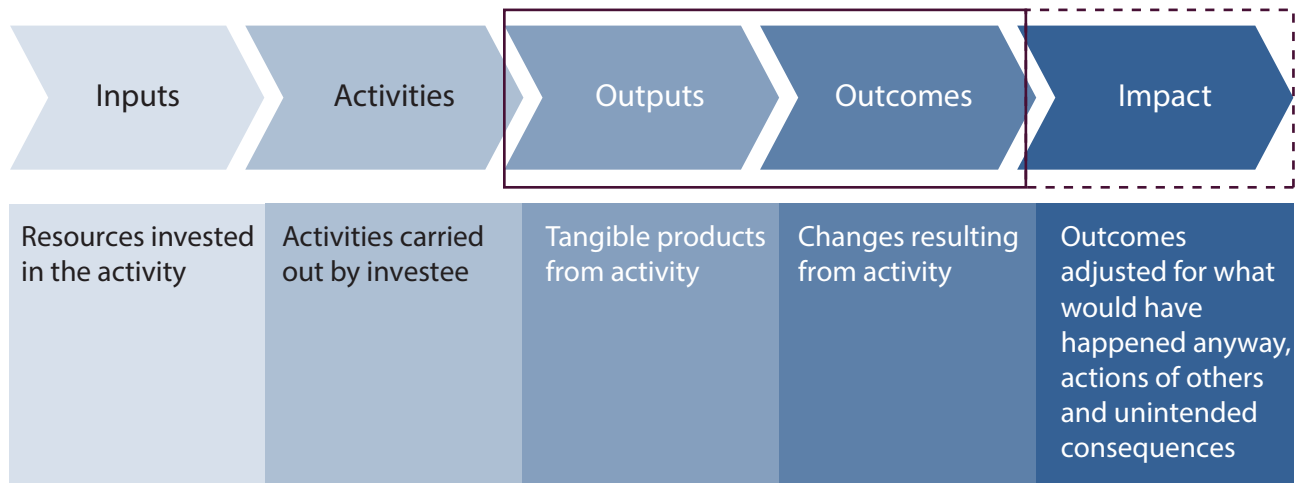 Inputs
Activities
Outputs
Outcomes
Impact
Resources invested
in the activity
Activities carried
out by investee
Tangible products
from activity
Changes resulting
from activity
Outcomes
adjusted for what
would have
happened anyway,
actions of others
and unintended
consequences